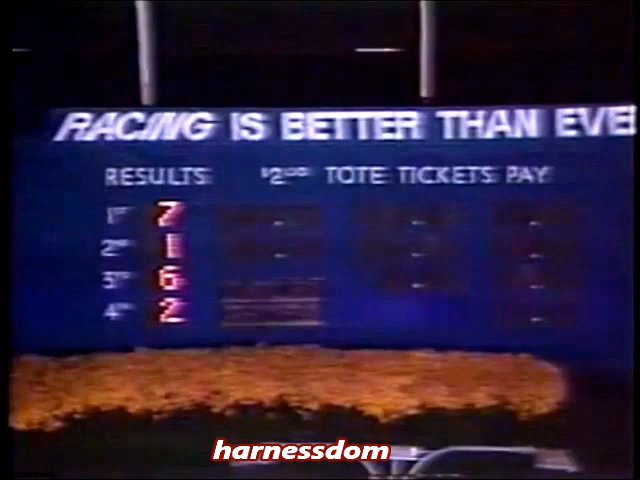 RACING IS BETTER THAN EVE
RESULTS $2.00 TOTE TICKETS PAY
1ST 7
2ND 1
3RD 6
4TH 2
harnessdom